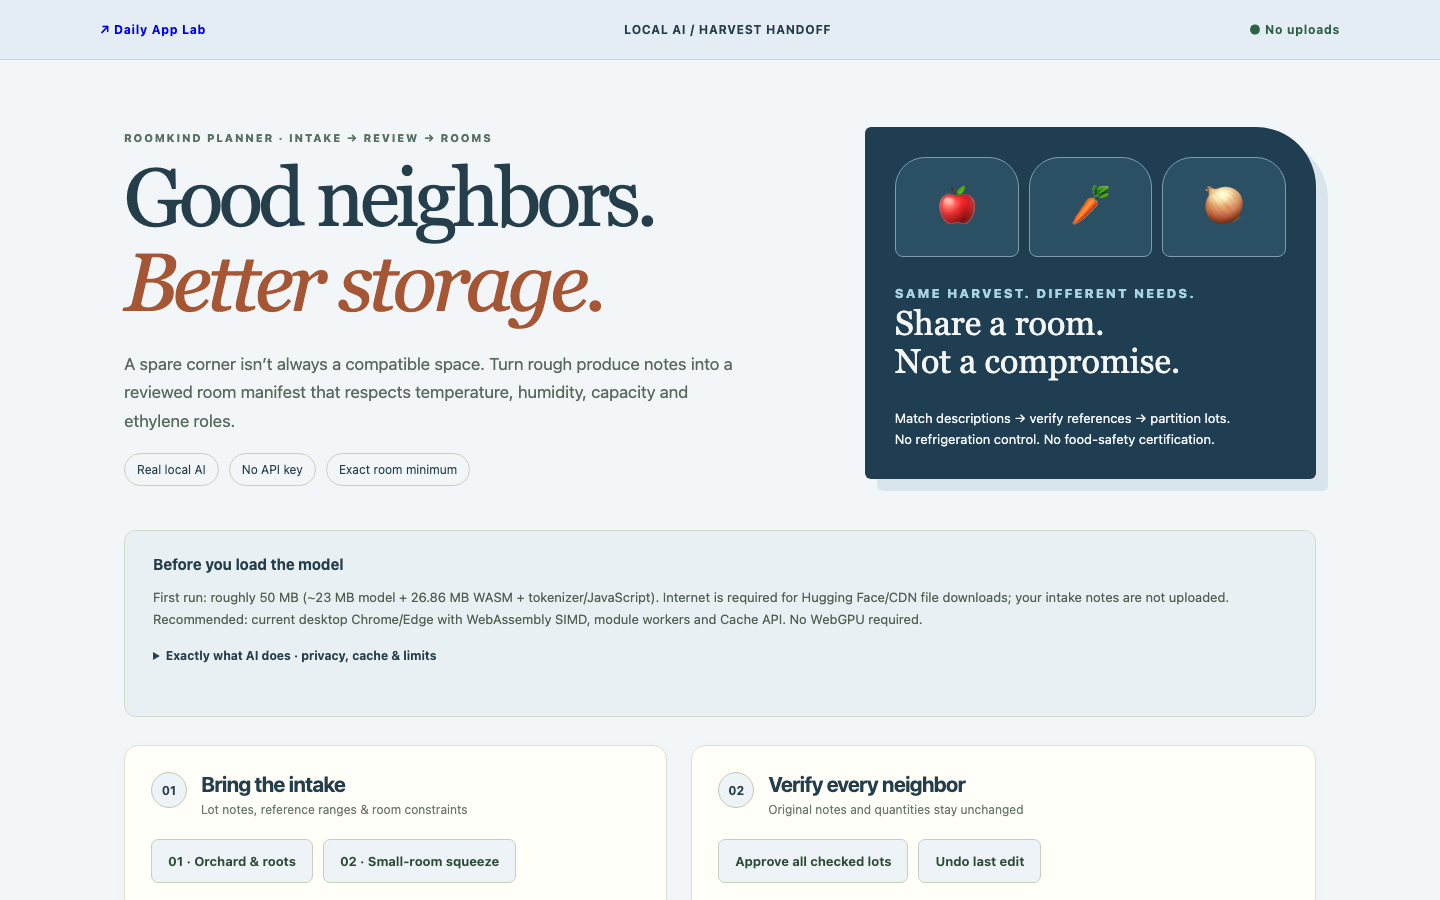 ↗ Daily App Lab
LOCAL AI / HARVEST HANDOFF
● No uploads
ROOMKIND PLANNER · INTAKE → REVIEW → ROOMS
Good neighbors.
Better storage.
A spare corner isn’t always a compatible space. Turn rough produce notes into a
reviewed room manifest that respects temperature, humidity, capacity and
ethylene roles.
Real local AI
No API key
Exact room minimum
SAME HARVEST. DIFFERENT NEEDS.
Share a room.
Not a compromise.
Match descriptions → verify references → partition lots.
No refrigeration control. No food-safety certification.
Before you load the model
First run: roughly 50 MB (~23 MB model + 26.86 MB WASM + tokenizer/JavaScript). Internet is required for Hugging Face/CDN file downloads; your intake notes are not uploaded.
Recommended: current desktop Chrome/Edge with WebAssembly SIMD, module workers and Cache API. No WebGPU required.
▶ Exactly what AI does · privacy, cache & limits
01
Bring the intake
Lot notes, reference ranges & room constraints
01 · Orchard & roots
02 · Small-room squeeze
02
Verify every neighbor
Original notes and quantities stay unchanged
Approve all checked lots
Undo last edit